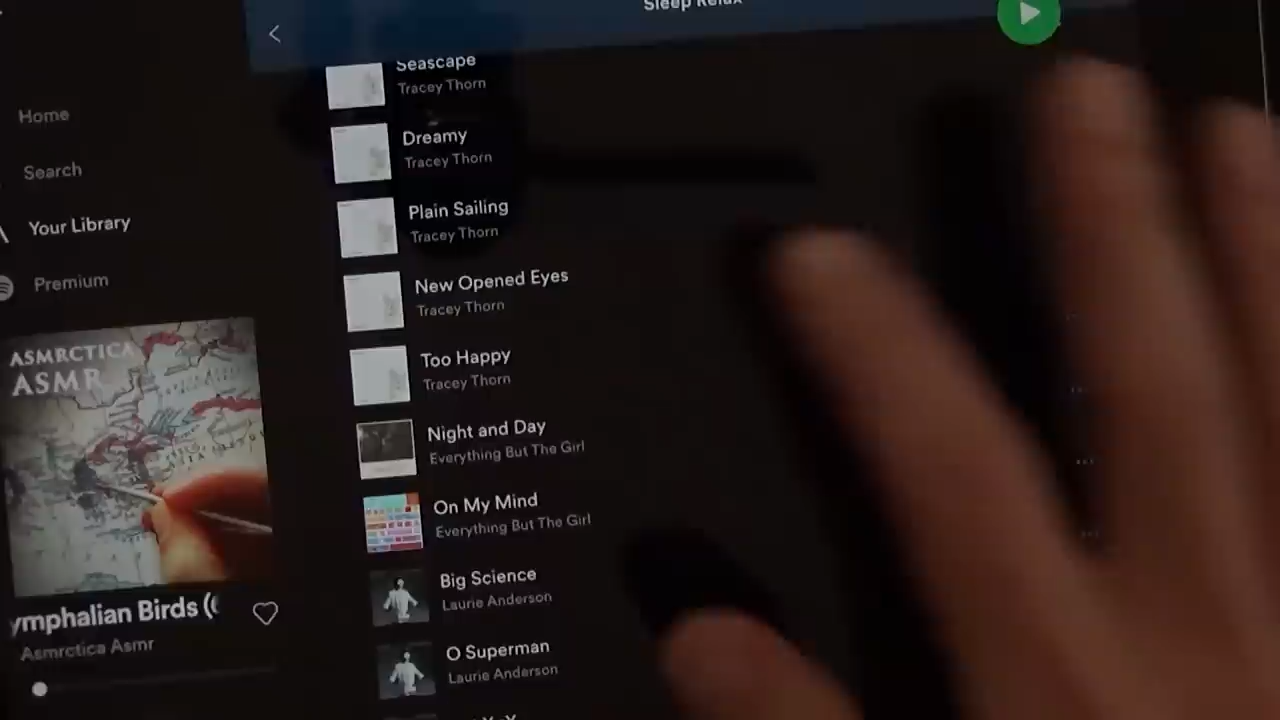 Sleep Relax
Home
Search
Your Library
Premium
ASMRCTICA
ASMR
ymphalian Birds (
Asmrctica Asmr
Seascape
Tracey Thorn
Dreamy
Tracey Thorn
Plain Sailing
Tracey Thorn
New Opened Eyes
Tracey Thorn
Too Happy
Tracey Thorn
Night and Day
Everything But The Girl
On My Mind
Everything But The Girl
Big Science
Laurie Anderson
O Superman
Laurie Anderson